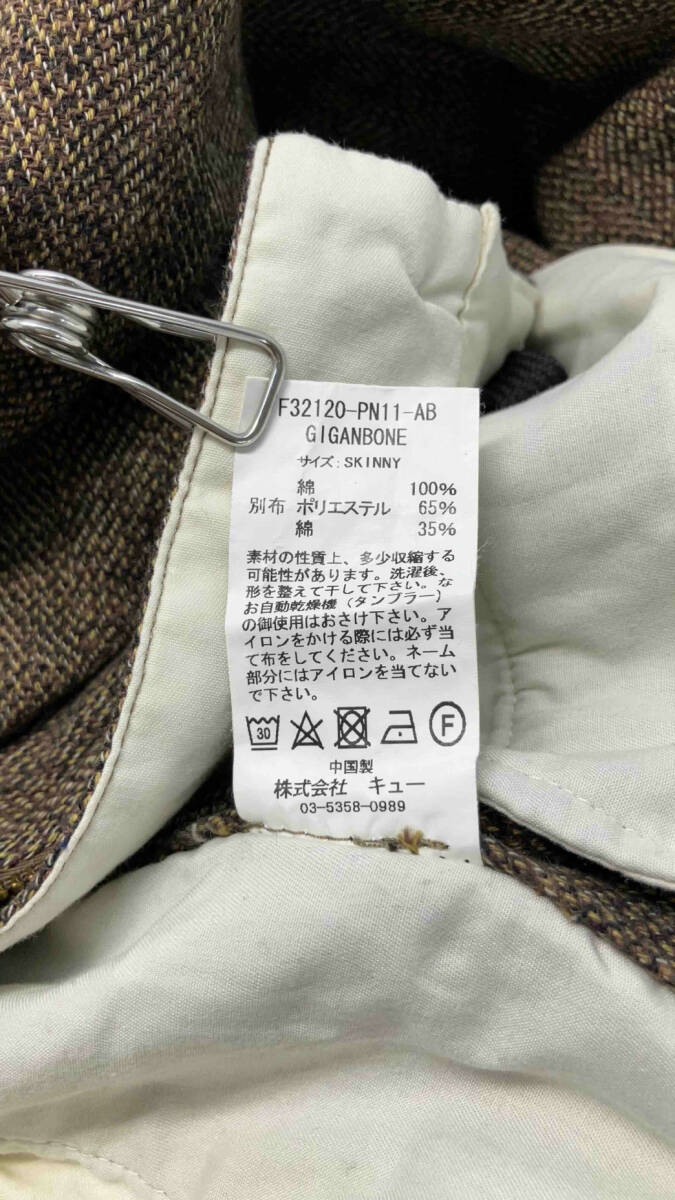 F32120-PN11-AB
GIGANBONE
サイズ: SKINNY
綿 100%
別布 ポリエステル 65%
綿 35%
素材の性質上、多少収縮する
可能性があります。洗濯後、
形を整えて干して下さい。な
お自動乾燥機(タンブラー)
の御使用はおさけ下さい。ア
イロンをかける際には必ず当
て布をしてください。ネーム
部分にはアイロンを当てない
で下さい。
30 F
中国製
株式会社 キュー
03-5358-0989